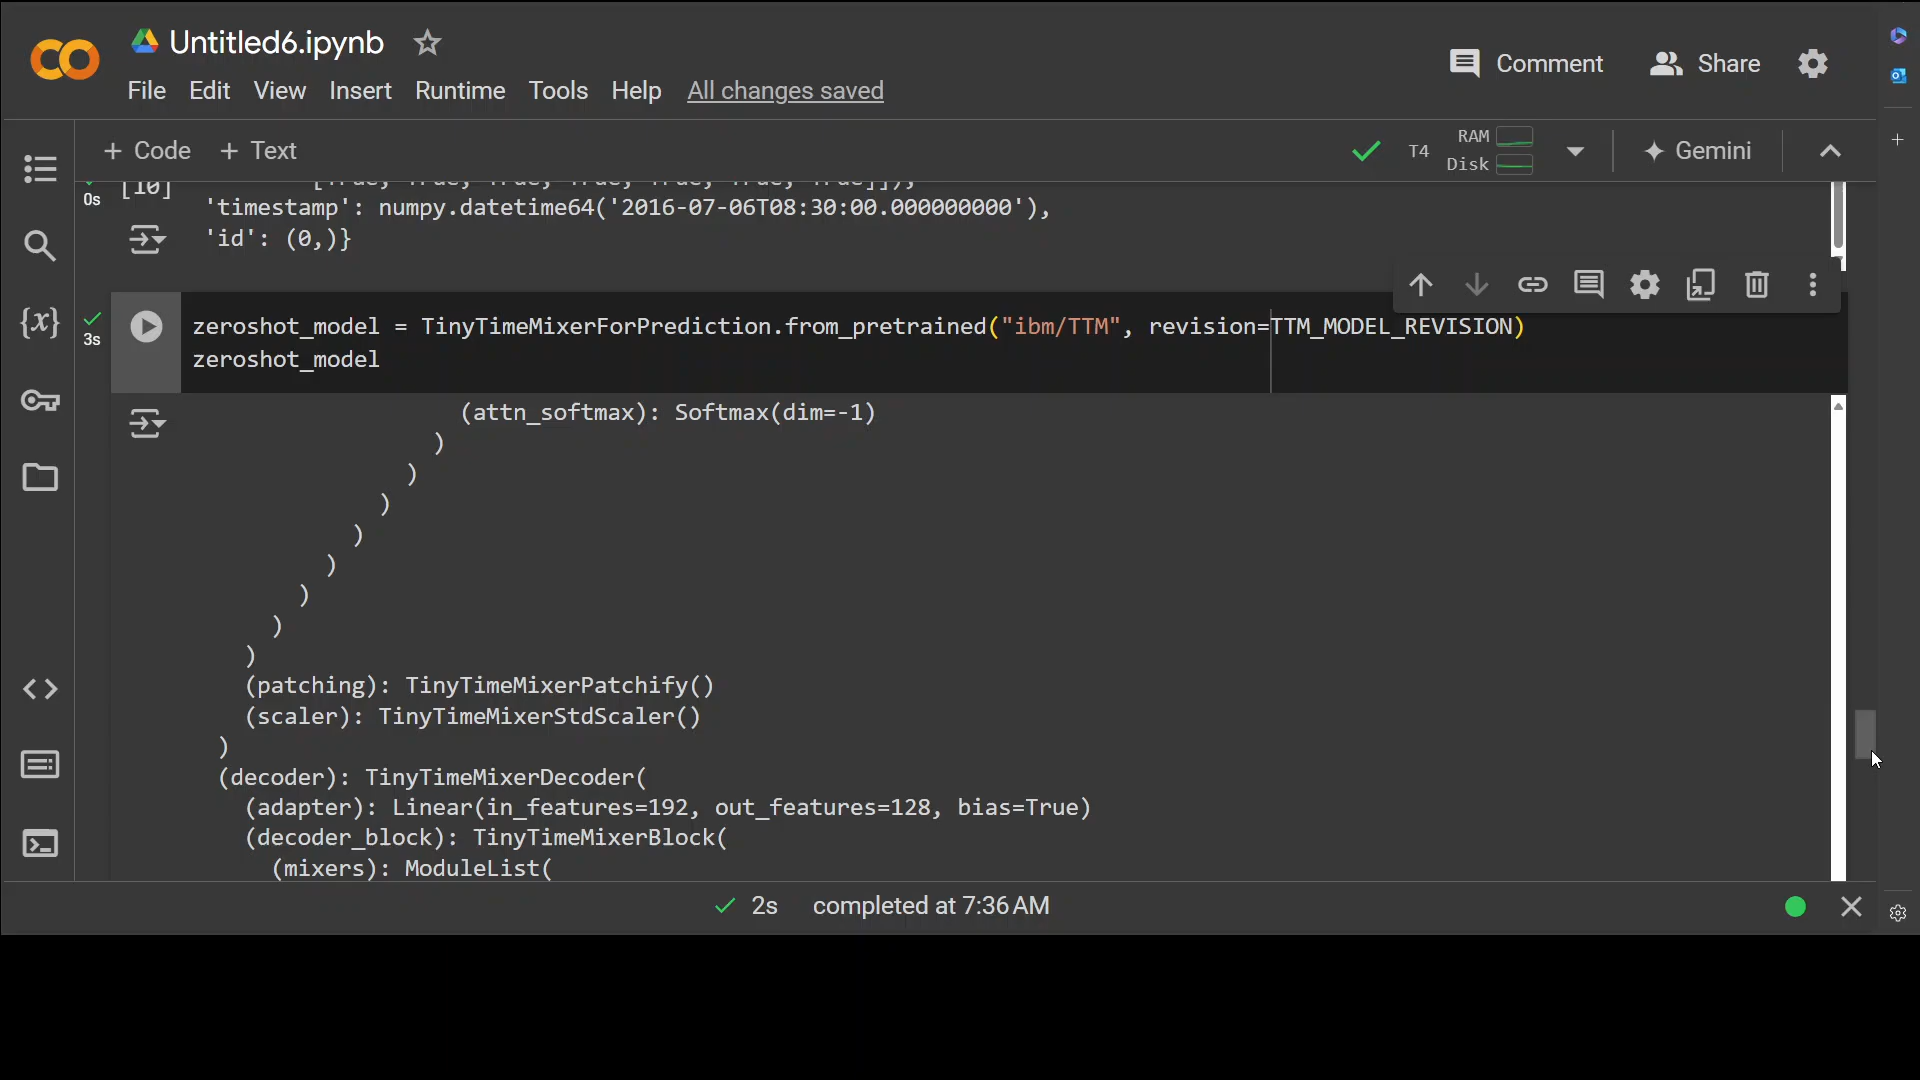 Untitled6.ipynb
Comment
Share
File Edit View Insert Runtime Tools Help All changes saved
+ Code + Text
T4
RAM
Disk
Gemini
[10]
0s
'timestamp': numpy.datetime64('2016-07-06T08:30:00.000000000'),
'id': (0,)}
3s
zeroshot_model = TinyTimeMixerForPrediction.from_pretrained("ibm/TTM", revision=TTM_MODEL_REVISION)
zeroshot_model
(attn_softmax): Softmax(dim=-1)
)
)
)
)
)
)
)
)
(patching): TinyTimeMixerPatchify()
(scaler): TinyTimeMixerStdScaler()
)
(decoder): TinyTimeMixerDecoder(
(adapter): Linear(in_features=192, out_features=128, bias=True)
(decoder_block): TinyTimeMixerBlock(
(mixers): ModuleList(
2s completed at 7:36 AM